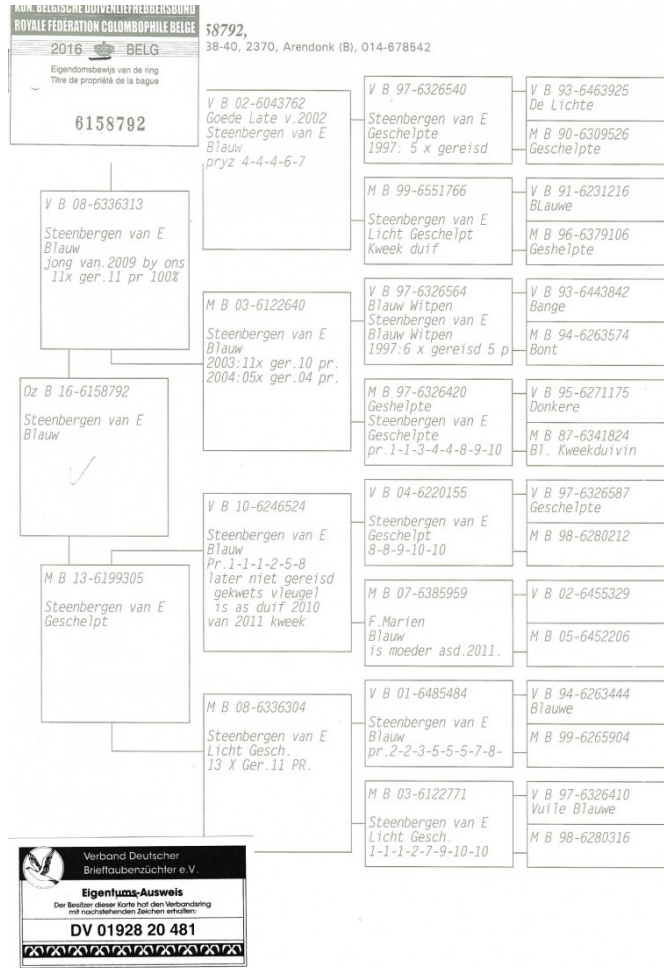 KON. BELGISCHE DUIVENLIEFHEBBERSBOND
ROYALE FÉDÉRATION COLOMBOPHILE BELGE
2016 BELG
Eigendomsbewijs van de ring
Titre de propriété de la bague
6158792
58792,
38-40, 2370, Arendonk (B), 014-678542
Oz B 16-6158792
Steenbergen van E
Blauw
V B 08-6336313
Steenbergen van E
Blauw
jong van.2009 by ons
11x ger.11 pr 100%
M B 13-6199305
Steenbergen van E
Geschelpt
V B 02-6043762
Goede Late v.2002
Steenbergen van E
Blauw
pryz 4-4-4-6-7
M B 03-6122640
Steenbergen van E
Blauw
2003:11x ger.10 pr.
2004:05x ger.04 pr.
V B 10-6246524
Steenbergen van E
Blauw
Pr.1-1-1-2-5-8
later niet gereisd
gekwets vleugel
is as duif 2010
van 2011 kweek
M B 08-6336304
Steenbergen van E
Licht Gesch.
13 X Ger.11 PR.
V B 97-6326540
Steenbergen van E
Geschelpte
1997: 5 x gereisd
M B 99-6551766
Steenbergen van E
Licht Geschelpt
Kweek duif
V B 97-6326564
Blauw Witpen
Steenbergen van E
Blauw Witpen
1997:6 x gereisd 5 p
M B 97-6326420
Geshelpte
Steenbergen van E
Geschelpte
pr.1-1-3-4-4-8-9-10
V B 04-6220155
Steenbergen van E
Geschelpt
8-8-9-10-10
M B 07-6385959
F.Marien
Blauw
is moeder asd.2011.
V B 01-6485484
Steenbergen van E
Blauw
pr.2-2-3-5-5-5-7-8-
M B 03-6122771
Steenbergen van E
Licht Gesch.
1-1-1-2-7-9-10-10
V B 93-6463925
De Lichte
M B 90-6309526
Geschelpte
V B 91-6231216
BLauwe
M B 96-6379106
Geshelpte
V B 93-6443842
Bange
M B 94-6263574
Bont
V B 95-6271175
Donkere
M B 87-6341824
Bl. Kweekduivin
V B 97-6326587
Geschelpte
M B 98-6280212
V B 02-6455329
M B 05-6452206
V B 94-6263444
Blauwe
M B 99-6265904
V B 97-6326410
Vuile Blauwe
M B 98-6280316
Verband Deutscher
Brieftaubenzüchter e.V.
Eigentums-Ausweis
Der Besitzer dieser Karte hat den Verbandsring
mit nachstehenden Zeichen erhalten:
DV 01928 20 481